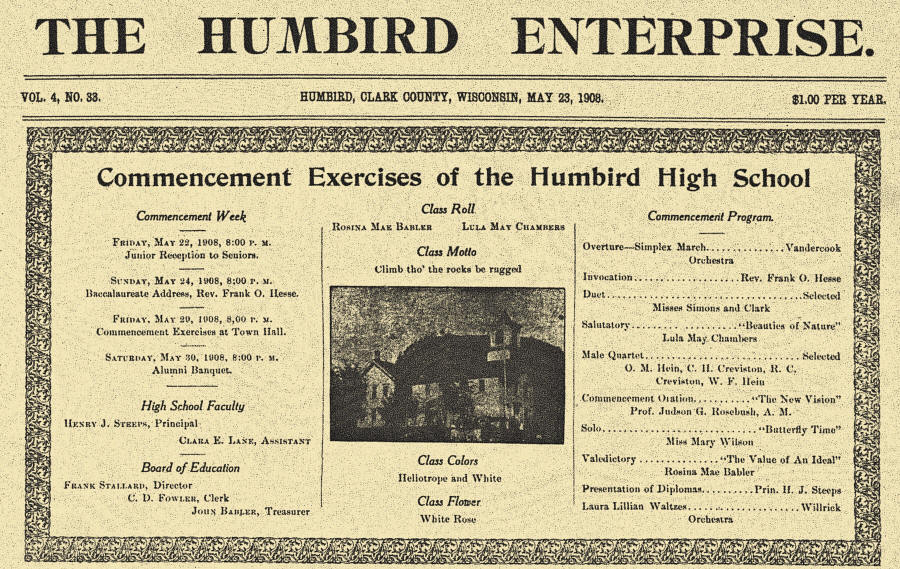 THE HUMBIRD ENTERPRISE.
VOL. 4, NO. 33.
HUMBIRD, CLARK COUNTY, WISCONSIN, MAY 23, 1908.
$1.00 PER YEAR.
Commencement Exercises of the Humbird High School
Commencement Week
Friday, May 22, 1908, 8:00 P. M.
Junior Reception to Seniors.
Sunday, May 24, 1908, 8:00 P. M.
Baccalaureate Address, Rev. Frank O. Hesse.
Friday, May 29, 1908, 8,00 P. M.
Commencement Exercises at Town Hall.
Saturday, May 30, 1908, 8:00 P. M.
Alumni Banquet.
High School Faculty
Henry J. Steeps, Principal
Clara E. Lane, Assistant
Board of Education
Frank Stallard, Director
C. D. Fowler, Clerk
John Babler, Treasurer
Class Roll
Rosina Mae Babler Lula May Chambers
Class Motto
Climb tho' the rocks be rugged
Class Colors
Heliotrope and White
Class Flower
White Rose
Commencement Program.
Overture—Simplex March..............Vandercook
Orchestra
Invocation....................Rev. Frank O. Hesse
Duet........................................Selected
Misses Simons and Clark
Salutatory....................."Beauties of Nature"
Lula May Chambers
Male Quartet..............................Selected
O. M. Hein, C. H. Creviston, R. C,
Creviston, W. F. Hein
Commencement Oration.........."The New Vision"
Prof. Judson G. Rosebush, A. M.
Solo............................"Butterfly Time"
Miss Mary Wilson
Valedictory..............."The Value of An Ideal"
Rosina Mae Babler
Presentation of Diplomas..........Prin. H. J. Steeps
Laura Lillian Waltzes....................Willrick
Orchestra